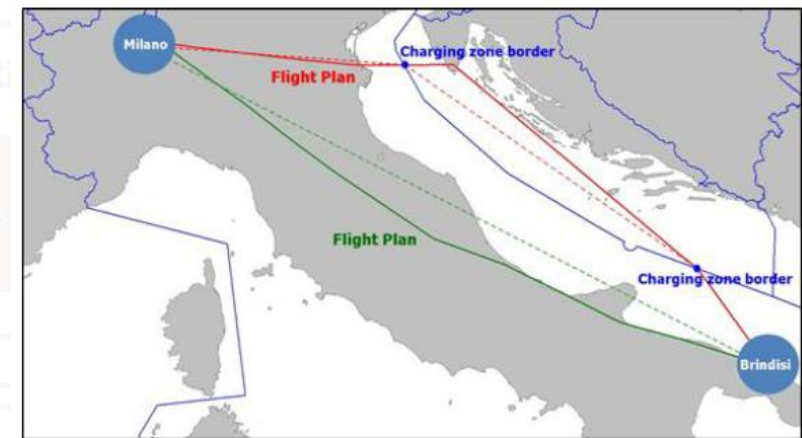 Milano
Charging zone border
Flight Plan
Flight Plan
Charging zone border
Brindisi